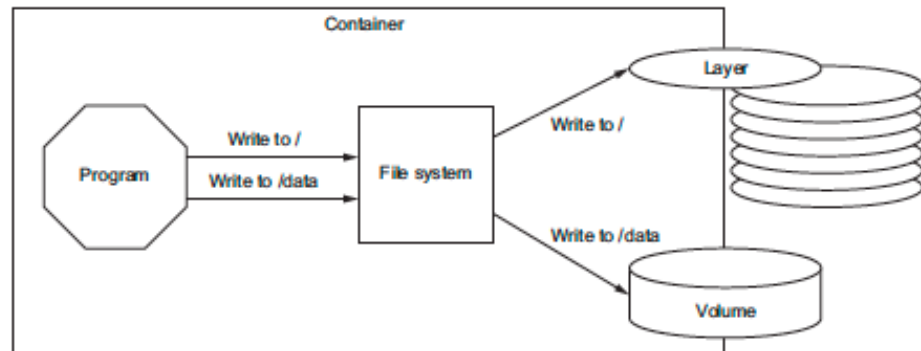 Container
Layer
Write to /
Write to /
Program
File system
Write to /data
Write to /data
Volume